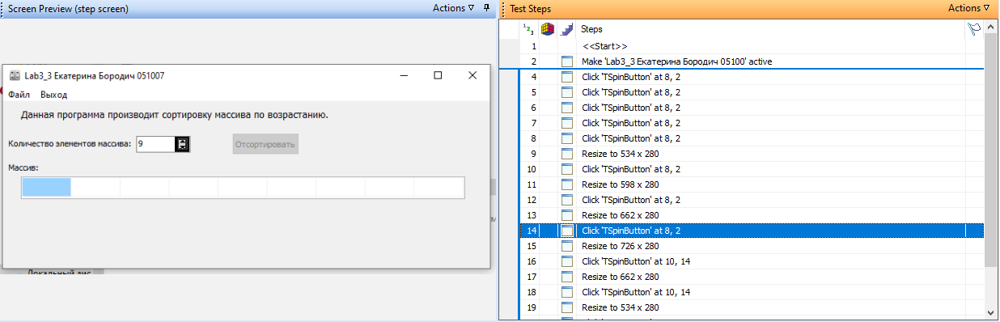 Screen Preview (step screen)
Actions
Lab3_3 Екатерина Бородич 051007
Файл Выход
Данная программа производит сортировку массива по возрастанию.
Количество элементов массива: 9
Отсортировать
Массив:
Локальный дис
Test Steps
Actions
1 2 3 Steps
1 <<Start>>
2 Make 'Lab3_3 Екатерина Бородич 05100' active
4 Click 'TSpinButton' at 8, 2
5 Click 'TSpinButton' at 8, 2
6 Click 'TSpinButton' at 8, 2
7 Click 'TSpinButton' at 8, 2
8 Click 'TSpinButton' at 8, 2
9 Resize to 534 x 280
10 Click 'TSpinButton' at 8, 2
11 Resize to 598 x 280
12 Click 'TSpinButton' at 8, 2
13 Resize to 662 x 280
14 Click 'TSpinButton' at 8, 2
15 Resize to 726 x 280
16 Click 'TSpinButton' at 10, 14
17 Resize to 662 x 280
18 Click 'TSpinButton' at 10, 14
19 Resize to 534 x 280